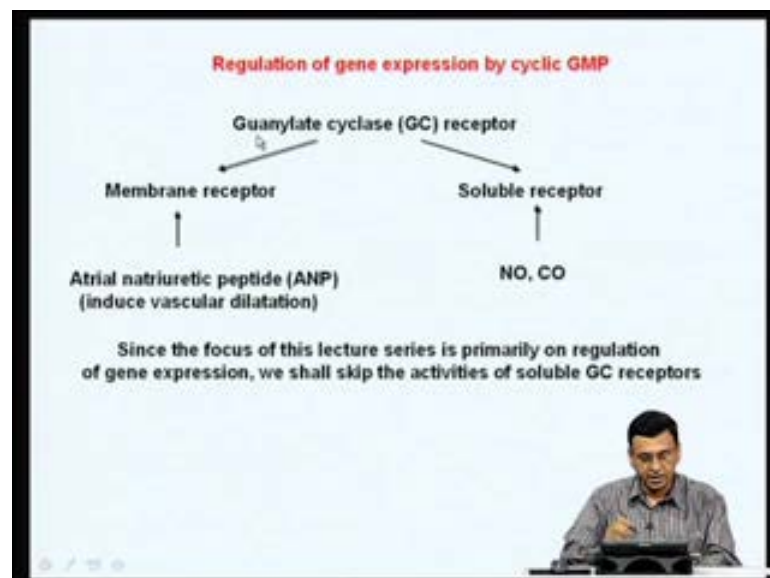 Regulation of gene expression by cyclic GMP
Guanylate cyclase (GC) receptor
Membrane receptor
Soluble receptor
Atrial natriuretic peptide (ANP)
(induce vascular dilatation)
NO, CO
Since the focus of this lecture series is primarily on regulation
of gene expression, we shall skip the activities of soluble GC receptors